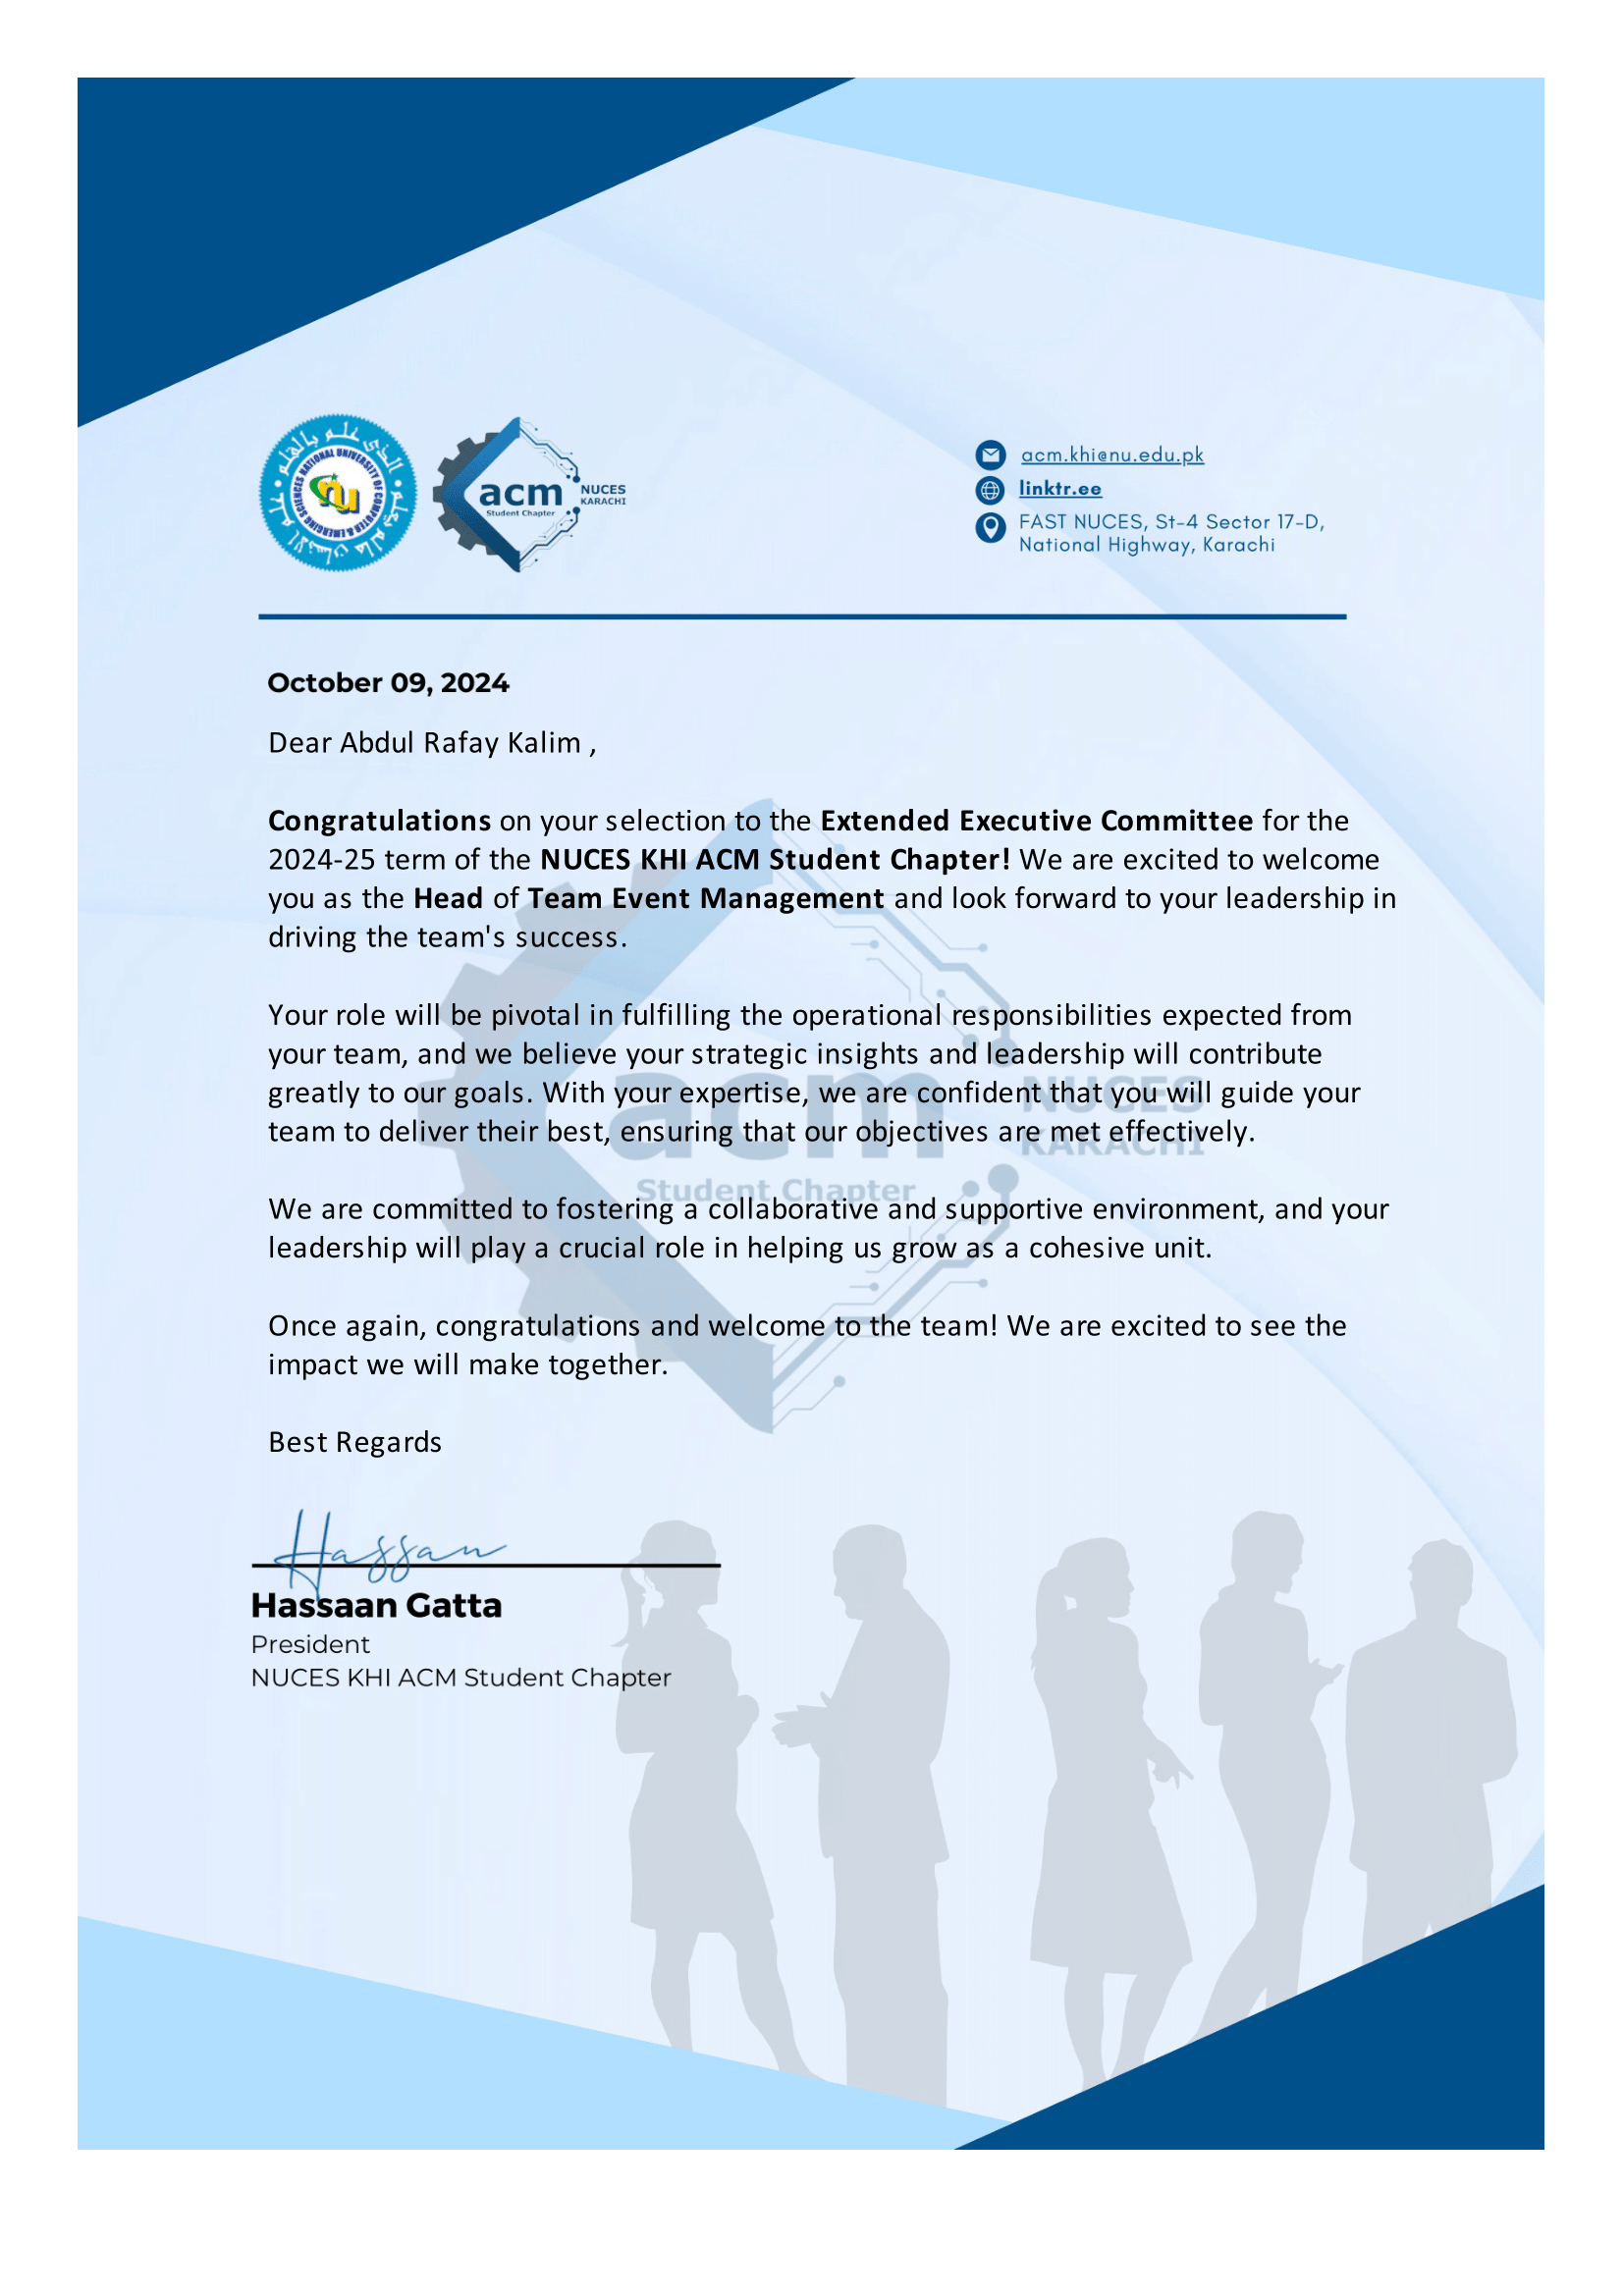 NATIONAL UNIVERSITY OF COMPUTER & EMERGING SCIENCES
nu
acm
Student Chapter
NUCES
KARACHI
acm.khi@nu.edu.pk
linktr.ee
FAST NUCES, St-4 Sector 17-D,
National Highway, Karachi
October 09, 2024
Dear Abdul Rafay Kalim ,
Congratulations on your selection to the Extended Executive Committee for the
2024-25 term of the NUCES KHI ACM Student Chapter! We are excited to welcome
you as the Head of Team Event Management and look forward to your leadership in
driving the team's success.
Your role will be pivotal in fulfilling the operational responsibilities expected from
your team, and we believe your strategic insights and leadership will contribute
greatly to our goals. With your expertise, we are confident that you will guide your
team to deliver their best, ensuring that our objectives are met effectively.
We are committed to fostering a collaborative and supportive environment, and your
leadership will play a crucial role in helping us grow as a cohesive unit.
Once again, congratulations and welcome to the team! We are excited to see the
impact we will make together.
Best Regards
acm
Student Chapter
NUCES
KARACHI
Hassan
Hassaan Gatta
President
NUCES KHI ACM Student Chapter